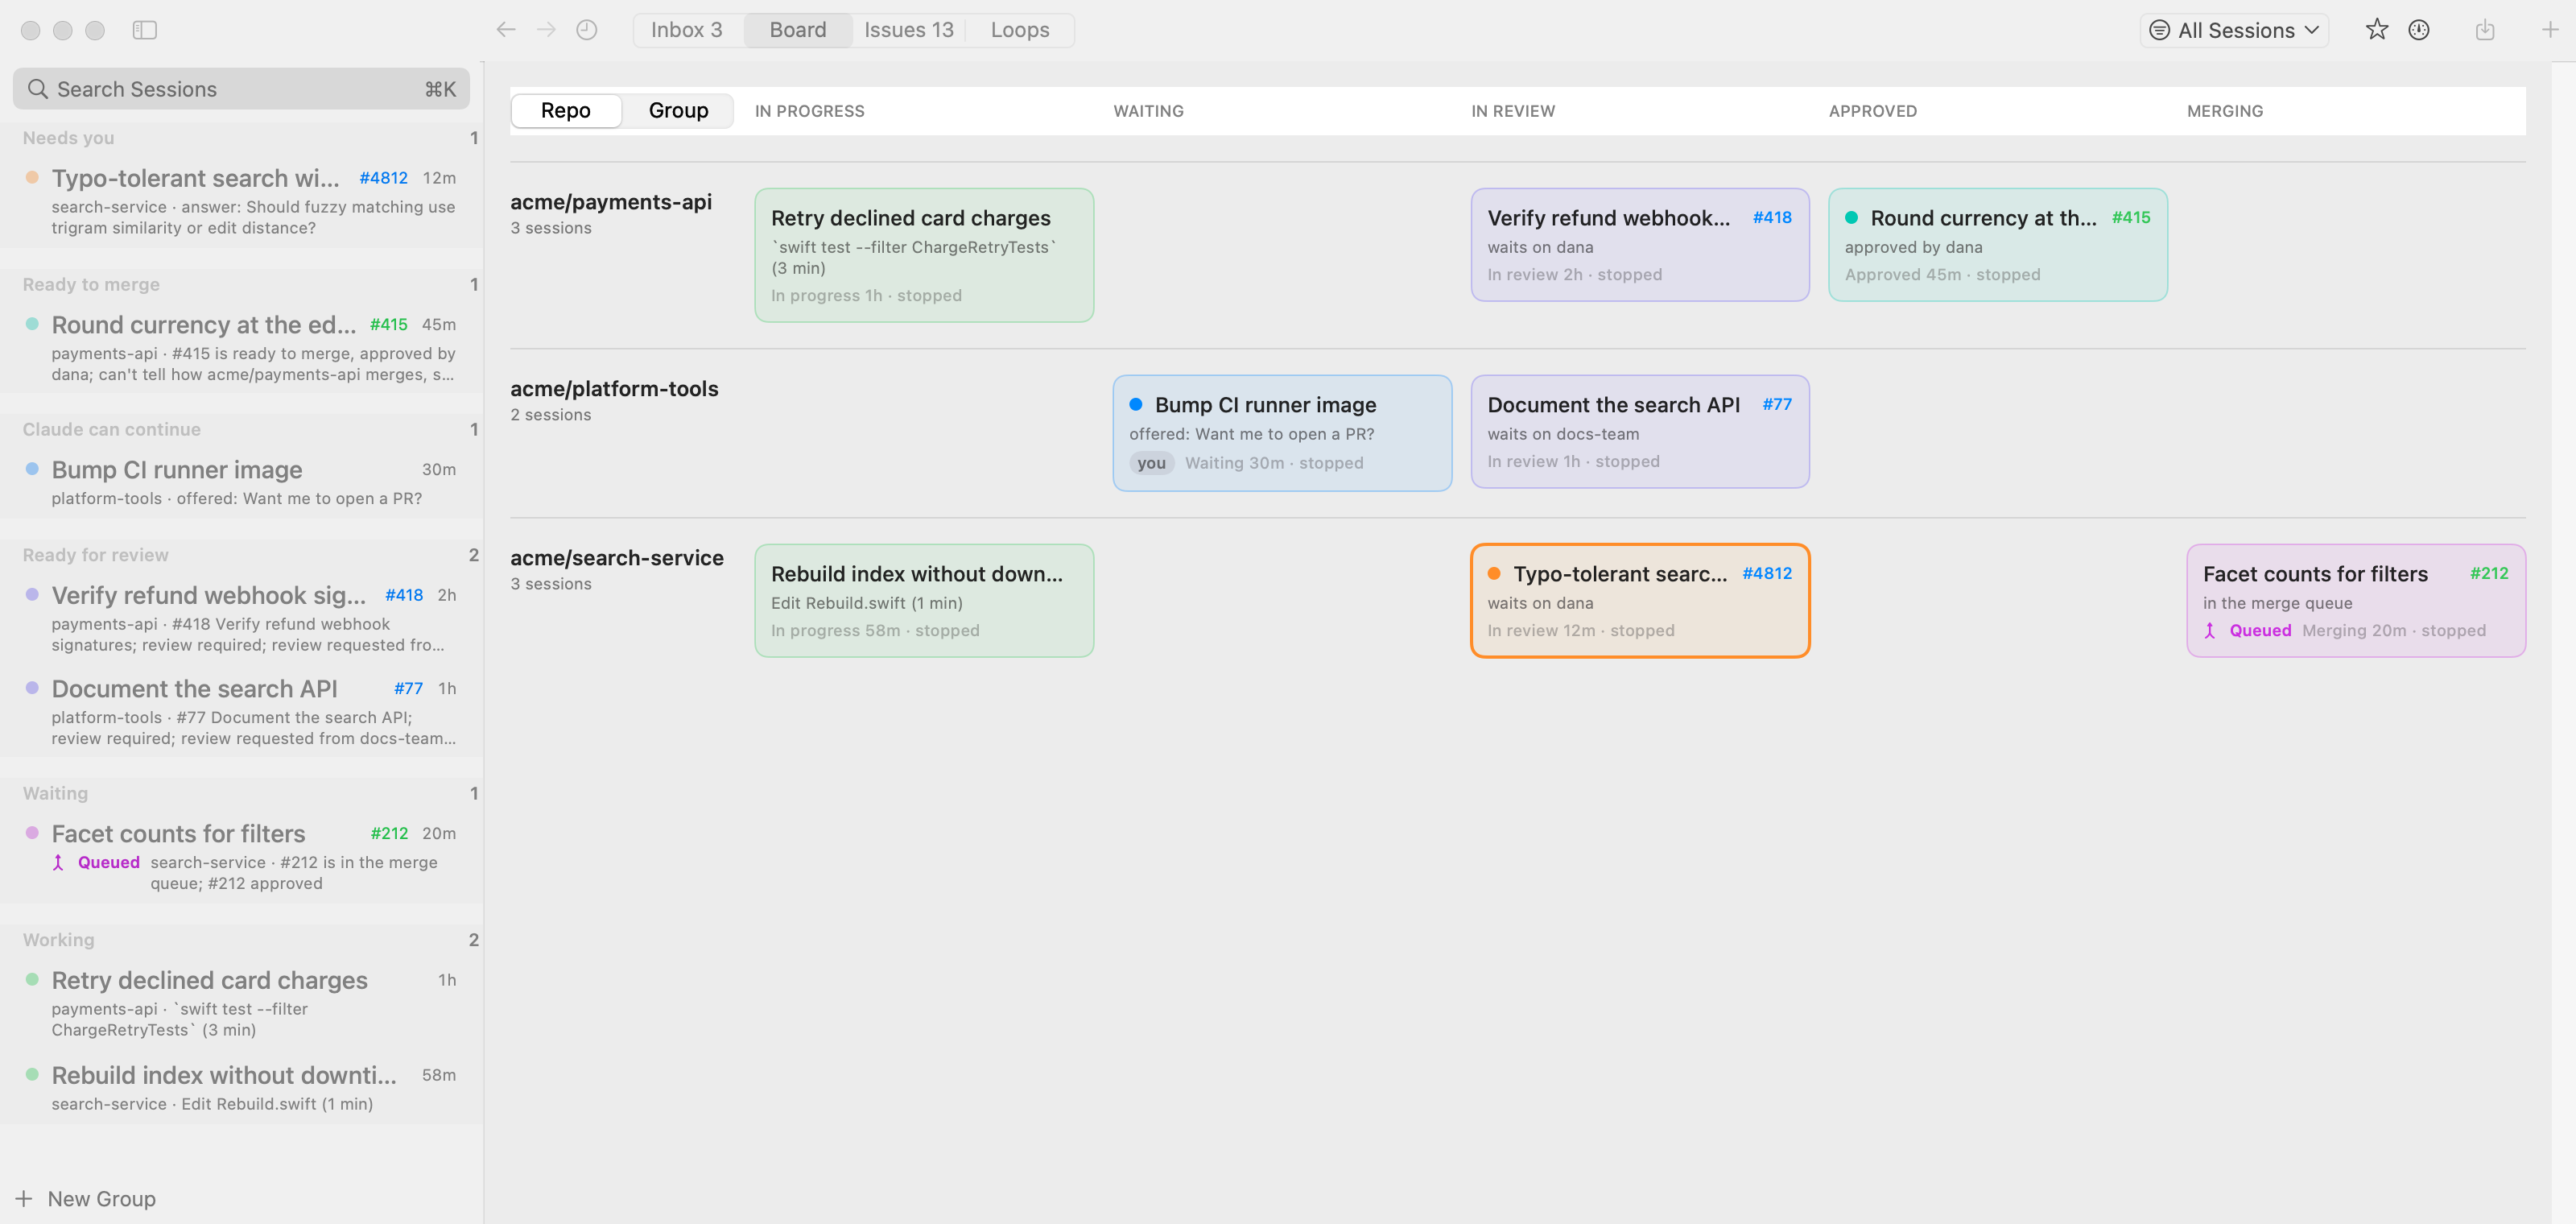 Inbox 3
Board
Issues 13
Loops
All Sessions
Search Sessions
⌘K
Needs you
1
Typo-tolerant search wi... #4812 12m
search-service · answer: Should fuzzy matching use
trigram similarity or edit distance?
Ready to merge
1
Round currency at the ed... #415 45m
payments-api · #415 is ready to merge, approved by
dana; can't tell how acme/payments-api merges, s...
Claude can continue
1
Bump CI runner image 30m
platform-tools · offered: Want me to open a PR?
Ready for review
2
Verify refund webhook sig... #418 2h
payments-api · #418 Verify refund webhook
signatures; review required; review requested fro...
Document the search API #77 1h
platform-tools · #77 Document the search API;
review required; review requested from docs-team...
Waiting
1
Facet counts for filters #212 20m
Queued search-service · #212 is in the merge
queue; #212 approved
Working
2
Retry declined card charges 1h
payments-api · `swift test --filter
ChargeRetryTests` (3 min)
Rebuild index without downti... 58m
search-service · Edit Rebuild.swift (1 min)
New Group
Repo
Group
IN PROGRESS
WAITING
IN REVIEW
APPROVED
MERGING
acme/payments-api
3 sessions
Retry declined card charges
`swift test --filter ChargeRetryTests`
(3 min)
In progress 1h · stopped
Verify refund webhook... #418
waits on dana
In review 2h · stopped
Round currency at th... #415
approved by dana
Approved 45m · stopped
acme/platform-tools
2 sessions
Bump CI runner image
offered: Want me to open a PR?
you Waiting 30m · stopped
Document the search API #77
waits on docs-team
In review 1h · stopped
acme/search-service
3 sessions
Rebuild index without down...
Edit Rebuild.swift (1 min)
In progress 58m · stopped
Typo-tolerant searc... #4812
waits on dana
In review 12m · stopped
Facet counts for filters #212
in the merge queue
Queued Merging 20m · stopped